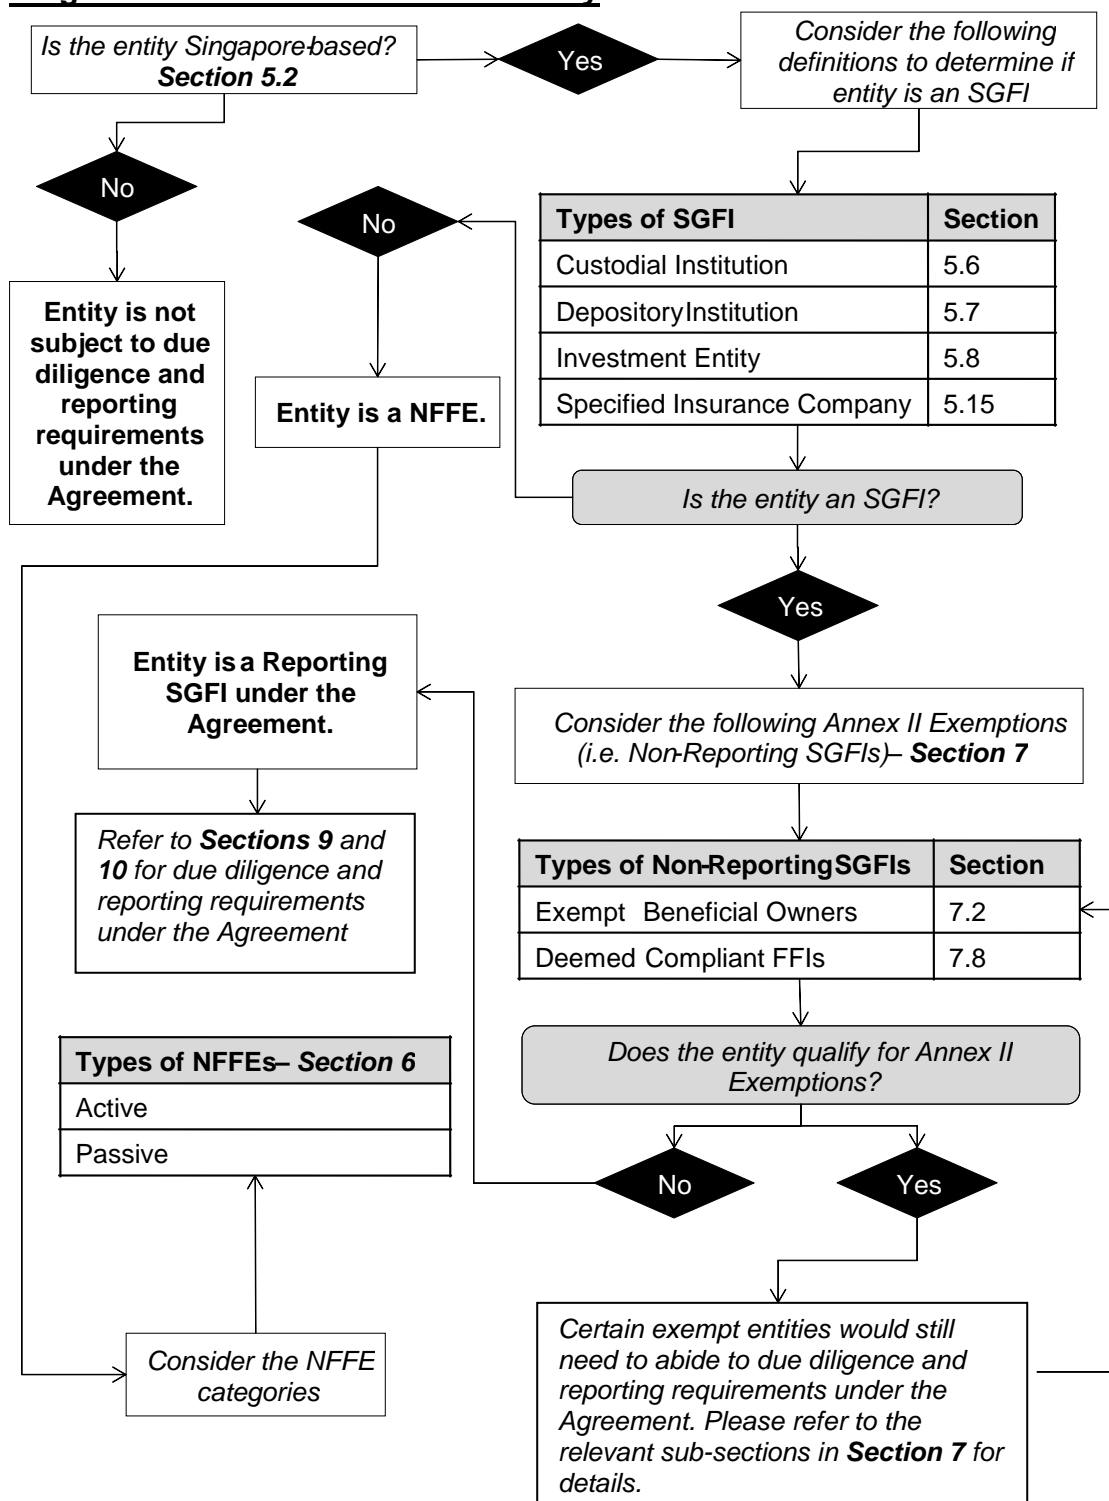 Is the entity Singapore-based?
Section 5.2
Yes
Consider the following
definitions to determine if
entity is an SGFI
No
No
Types of SGFI Section
Custodial Institution 5.6
Depository Institution 5.7
Investment Entity 5.8
Specified Insurance Company 5.15
Entity is not
subject to due
diligence and
reporting
requirements
under the
Agreement.
Entity is a NFFE.
Is the entity an SGFI?
Yes
Entity is a Reporting
SGFI under the
Agreement.
Consider the following Annex II Exemptions
(i.e. Non-Reporting SGFIs)– Section 7
Refer to Sections 9 and
10 for due diligence and
reporting requirements
under the Agreement
Types of Non-Reporting SGFIs Section
Exempt Beneficial Owners 7.2
Deemed Compliant FFIs 7.8
Does the entity qualify for Annex II
Exemptions?
Types of NFFEs– Section 6
Active
Passive
No
Yes
Consider the NFFE
categories
Certain exempt entities would still
need to abide to due diligence and
reporting requirements under the
Agreement. Please refer to the
relevant sub-sections in Section 7 for
details.